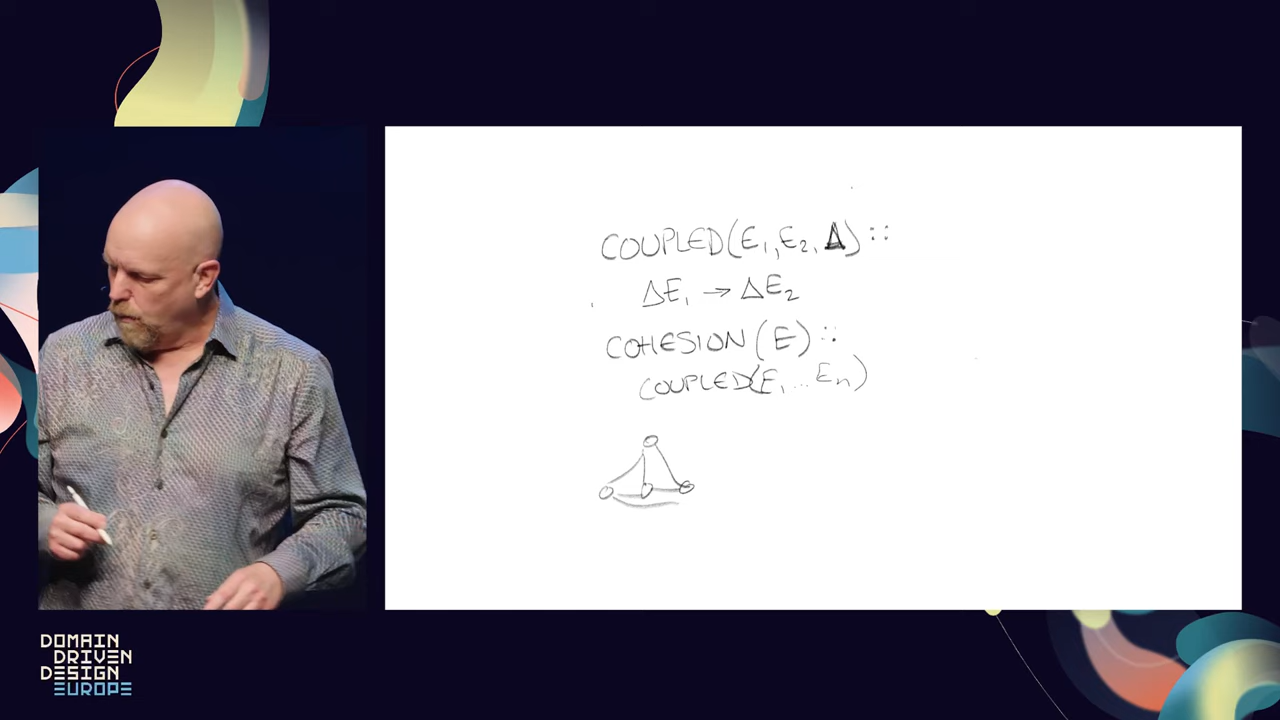 COUPLED(E₁, E₂, Δ) ::
ΔE₁ → ΔE₂
COHESION (E) ::
COUPLED(E₁ ... Eₙ)
DOMAIN
DRIVEN
DESIGN
EUROPE